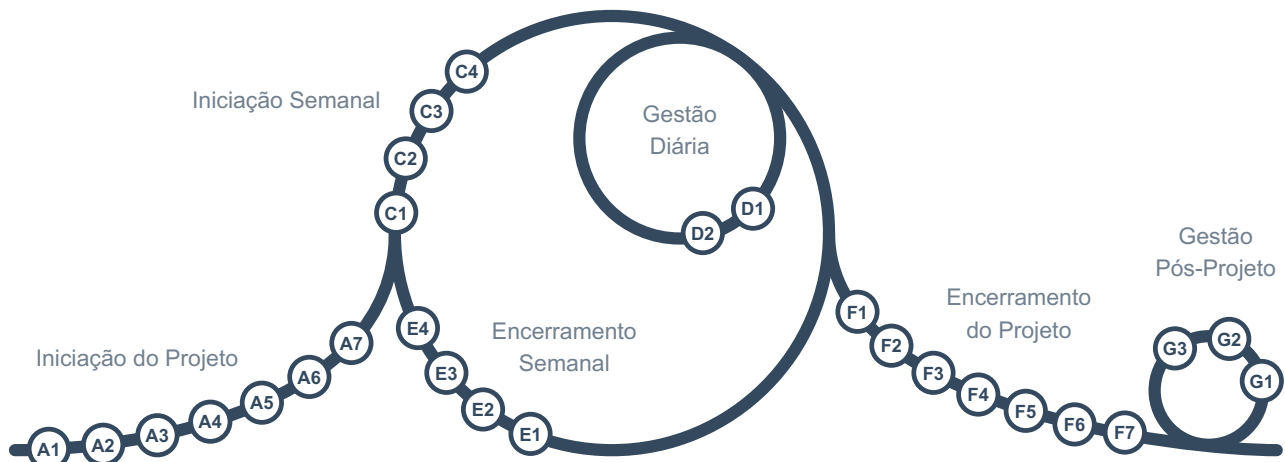 Iniciação do Projeto
A1
A2
A3
A4
A5
A6
A7
Iniciação Semanal
C1
C2
C3
C4
Gestão
Diária
D1
D2
Encerramento
Semanal
E1
E2
E3
E4
Encerramento
do Projeto
F1
F2
F3
F4
F5
F6
F7
Gestão
Pós-Projeto
G1
G2
G3